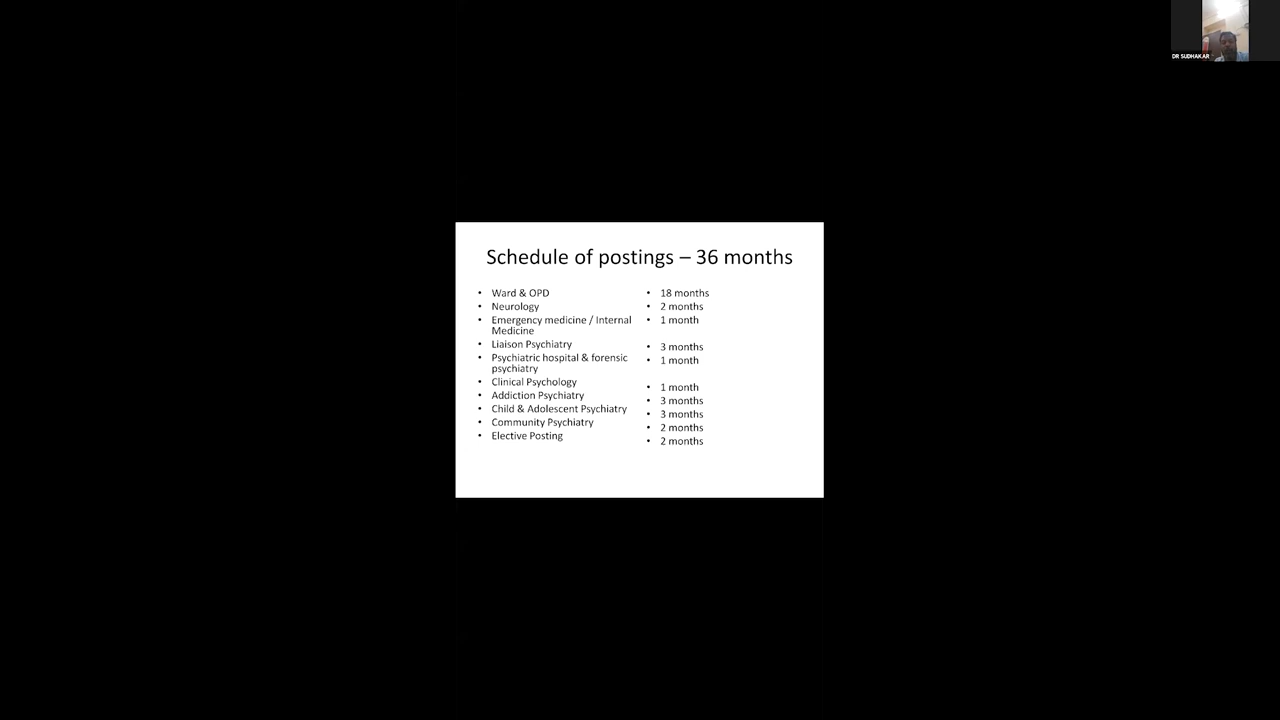 DR SUDHAKAR
Schedule of postings – 36 months
• Ward & OPD
• Neurology
• Emergency medicine / Internal
Medicine
• Liaison Psychiatry
• Psychiatric hospital & forensic
psychiatry
• Clinical Psychology
• Addiction Psychiatry
• Child & Adolescent Psychiatry
• Community Psychiatry
• Elective Posting
• 18 months
• 2 months
• 1 month
• 3 months
• 1 month
• 1 month
• 3 months
• 3 months
• 2 months
• 2 months